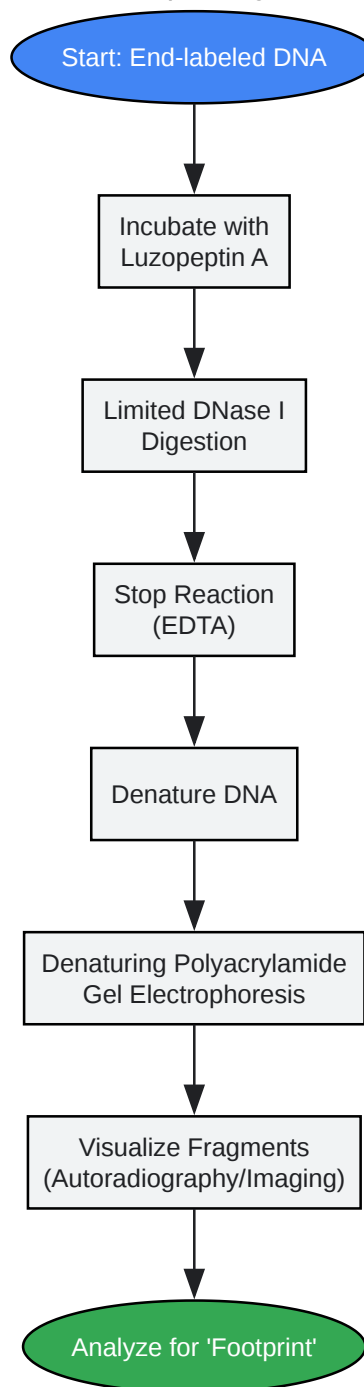 Start: End-labeled DNA
Incubate with
Luzopeptin A
Limited DNase I
Digestion
Stop Reaction
(EDTA)
Denature DNA
Denaturing Polyacrylamide
Gel Electrophoresis
Visualize Fragments
(Autoradiography/Imaging)
Analyze for 'Footprint'